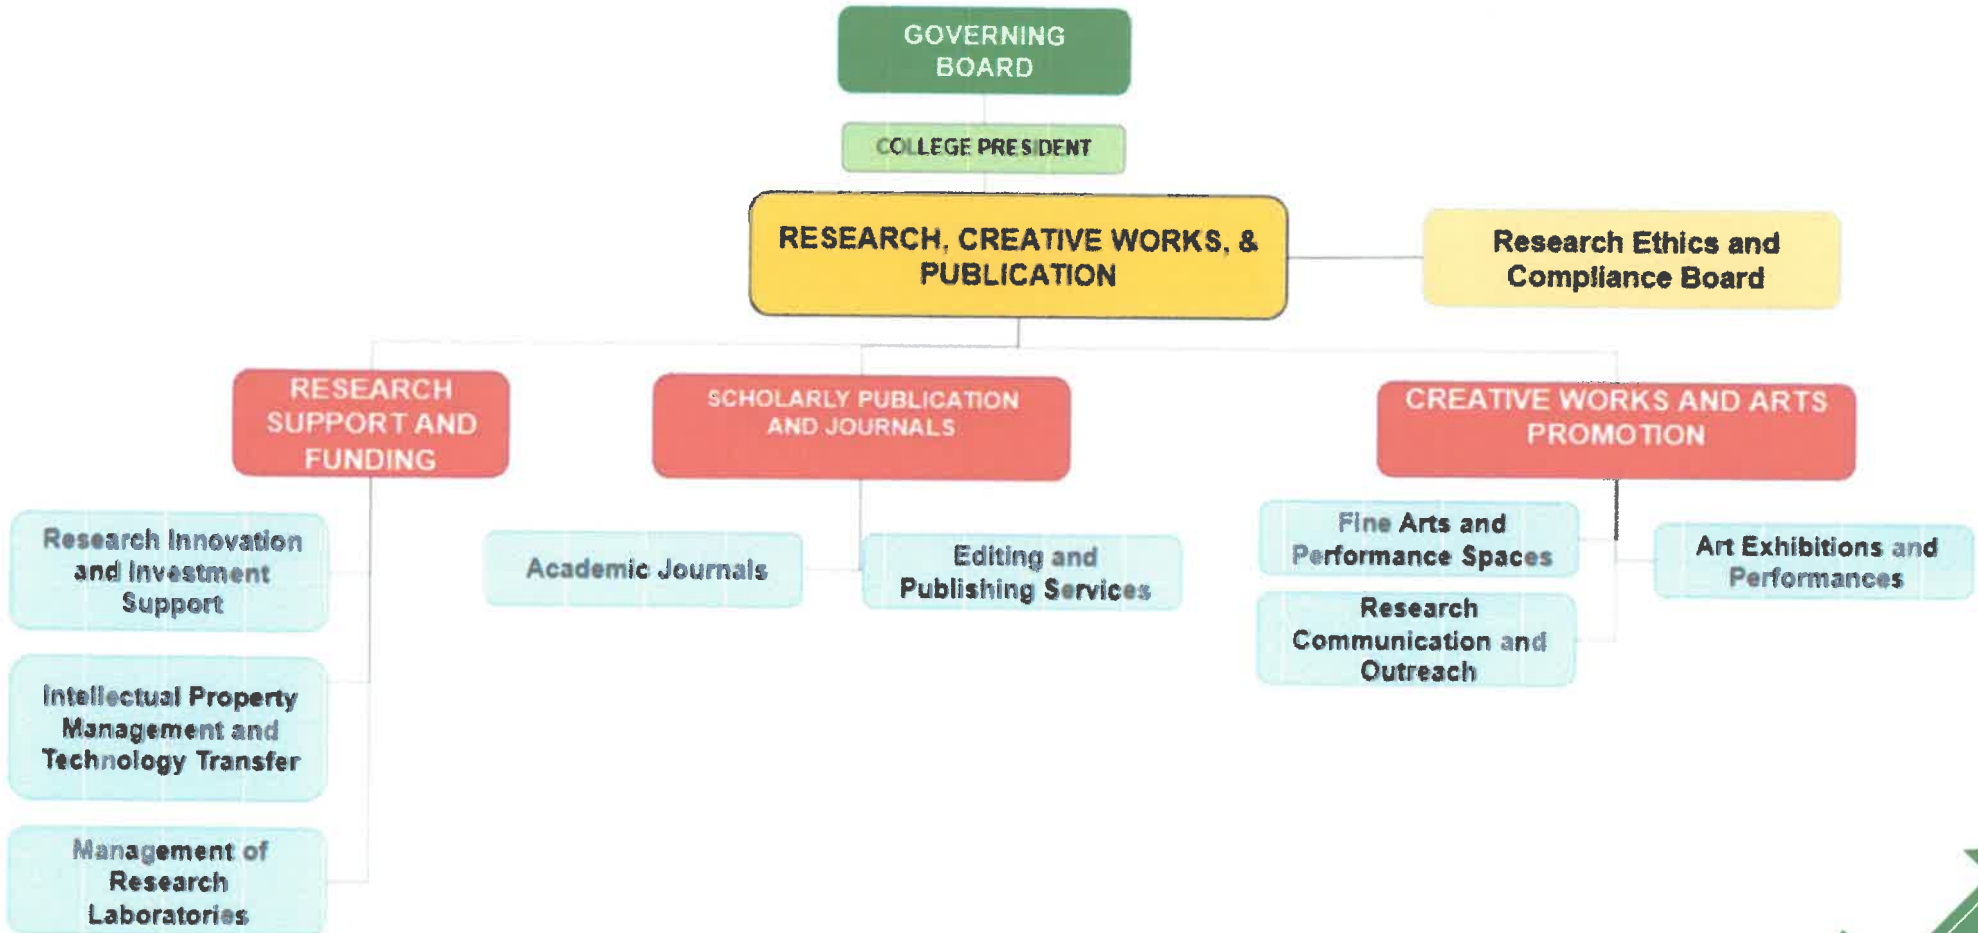 GOVERNING
BOARD
COLLEGE PRESIDENT
RESEARCH, CREATIVE WORKS, &
PUBLICATION
Research Ethics and
Compliance Board
RESEARCH
SUPPORT AND
FUNDING
SCHOLARLY PUBLICATION
AND JOURNALS
CREATIVE WORKS AND ARTS
PROMOTION
Research Innovation
and Investment
Support
Intellectual Property
Management and
Technology Transfer
Management of
Research
Laboratories
Academic Journals
Editing and
Publishing Services
Fine Arts and
Performance Spaces
Art Exhibitions and
Performances
Research
Communication and
Outreach